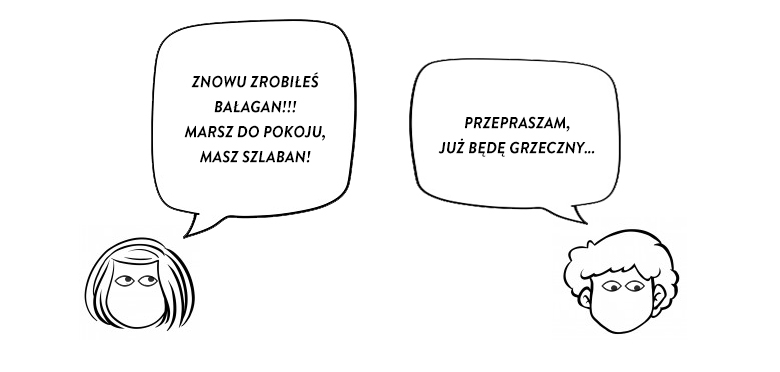 ZNOWU ZROBIŁEŚ
BAŁAGAN!!!
MARSZ DO POKOJU,
MASZ SZLABAN!
PRZEPRASZAM,
JUŻ BĘDĘ GRZECZNY...